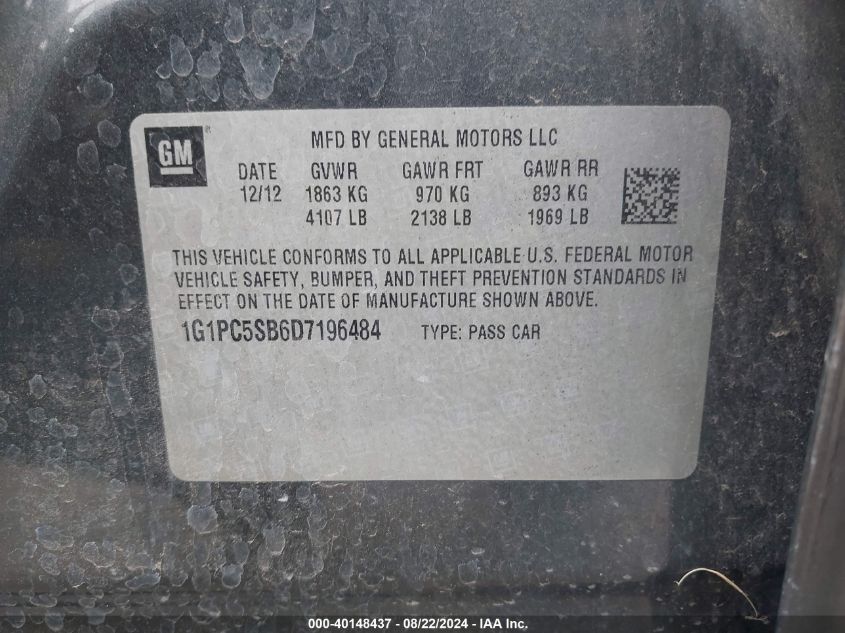 GM®
MFD BY GENERAL MOTORS LLC
DATE GVWR GAWR FRT GAWR RR
12/12 1863 KG 970 KG 893 KG
4107 LB 2138 LB 1969 LB
THIS VEHICLE CONFORMS TO ALL APPLICABLE U.S. FEDERAL MOTOR
VEHICLE SAFETY, BUMPER, AND THEFT PREVENTION STANDARDS IN
EFFECT ON THE DATE OF MANUFACTURE SHOWN ABOVE.
1G1PC5SB6D7196484 TYPE: PASS CAR
000-40148437 - 08/22/2024 - IAA Inc.